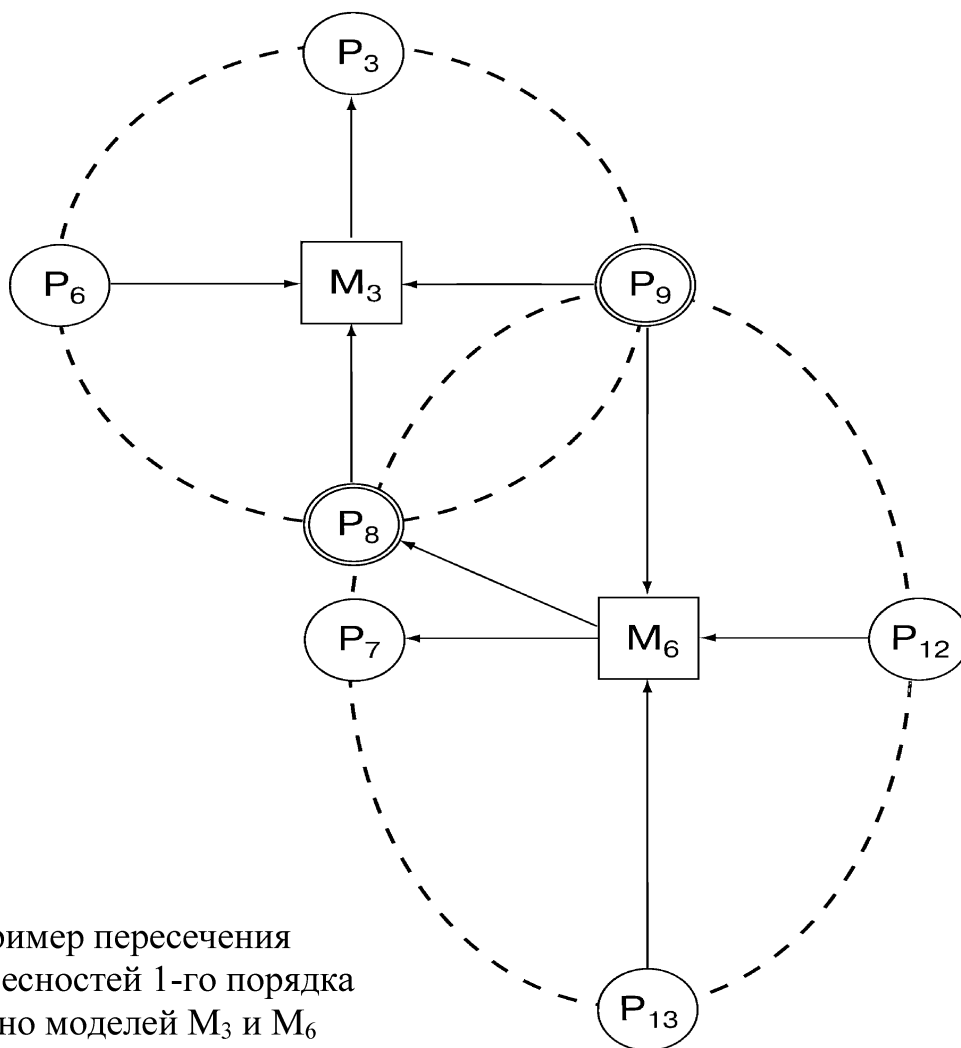 P₃
P₆
M₃
P₉
P₈
P₇
M₆
P₁₂
P₁₃
ример пересечения
есностей 1-го порядка
но моделей M₃ и M₆